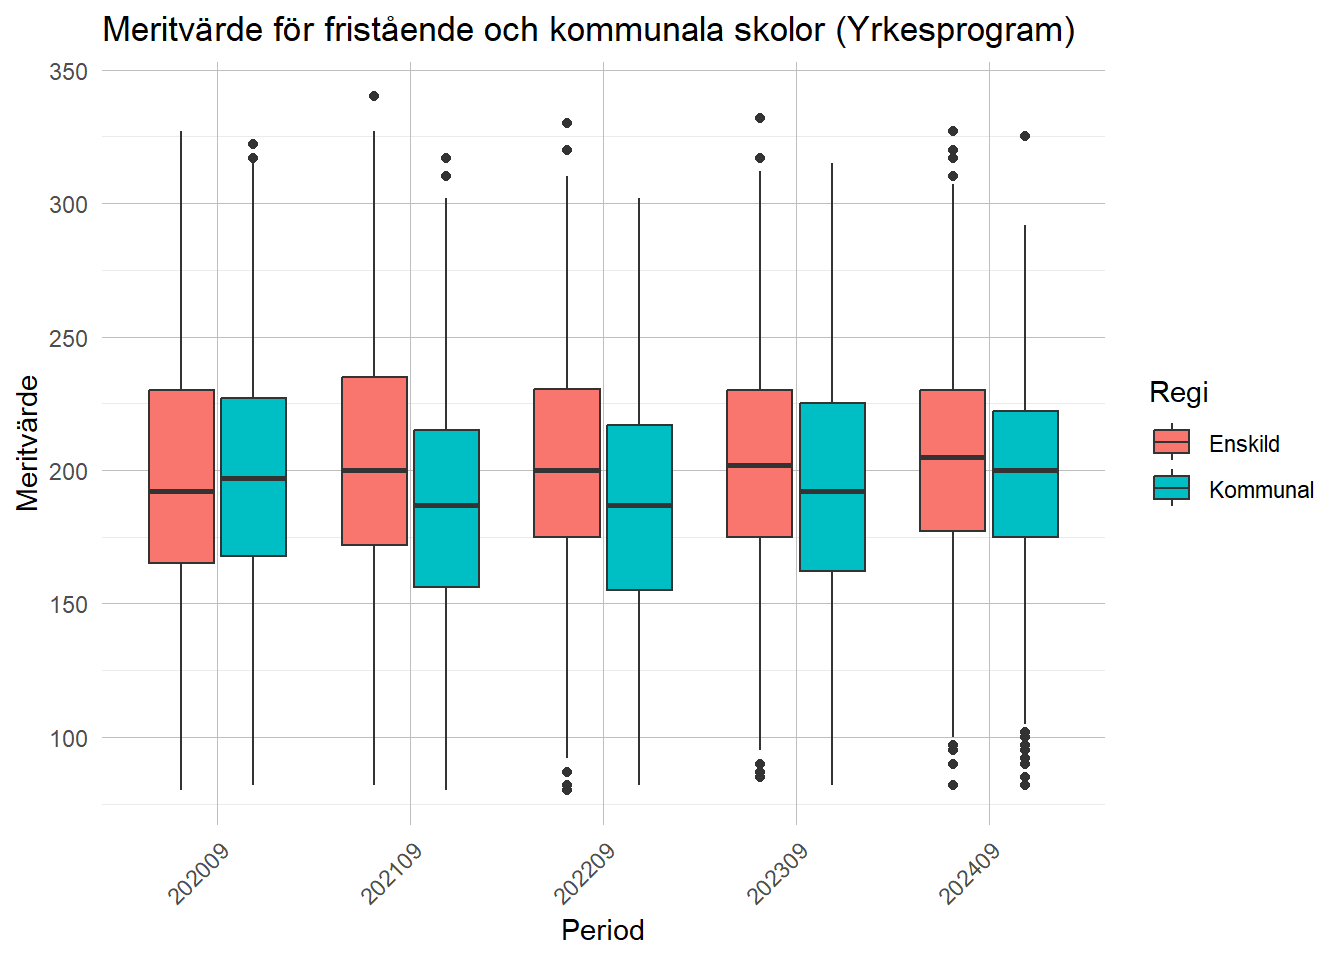 Meritvärde för fristående och kommunala skolor (Yrkesprogram)
350
300
250
200
150
100
Meritvärde
202009
202109
202209
202309
202409
Period
Regi
Enskild
Kommunal